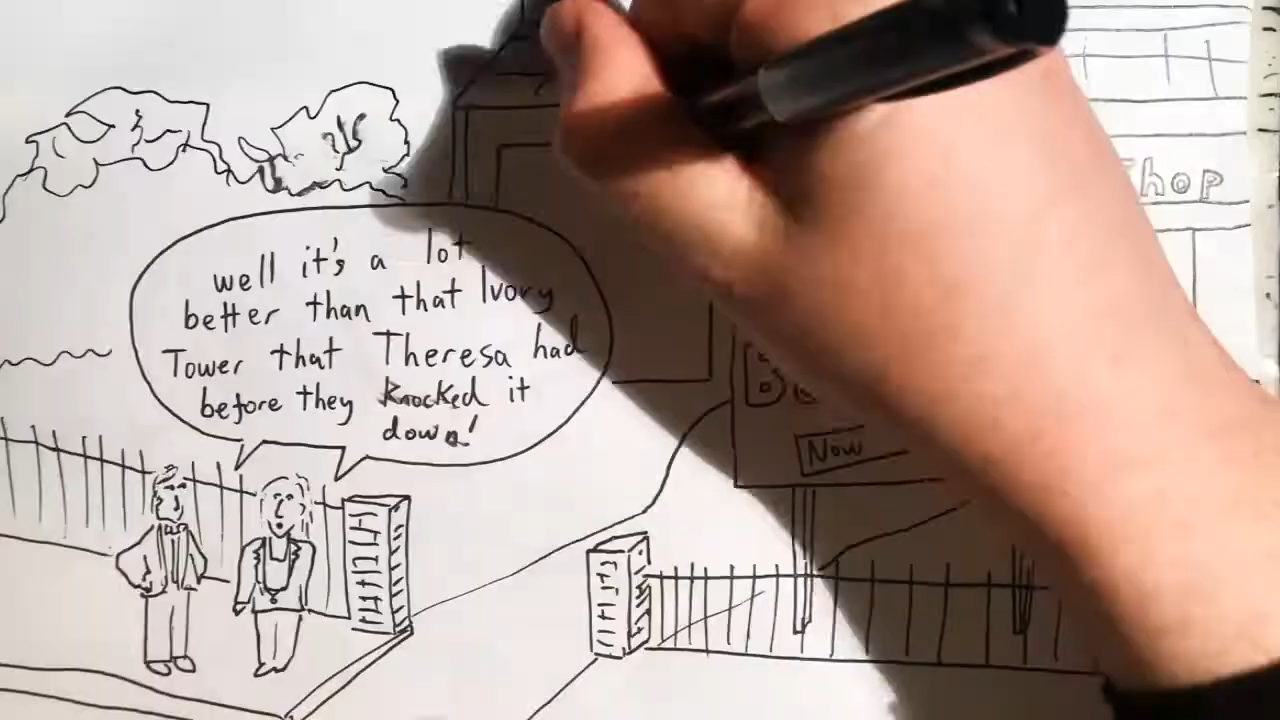 well it's a lot
better than that Ivory
Tower that Theresa had
before they knocked it
down!
Shop
Now